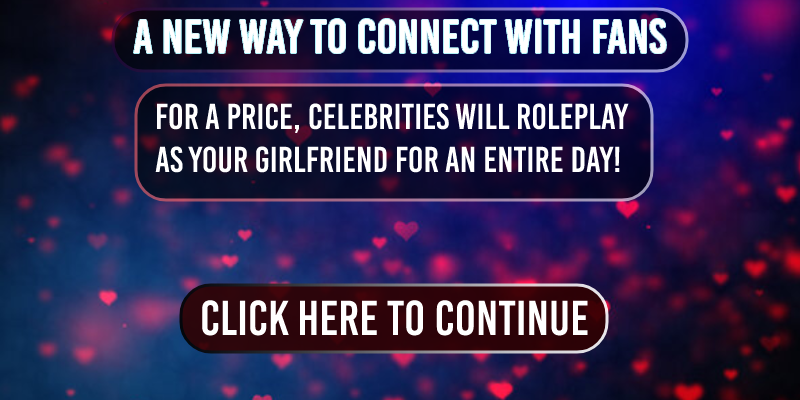 A NEW WAY TO CONNECT WITH FANS
FOR A PRICE, CELEBRITIES WILL ROLEPLAY
AS YOUR GIRLFRIEND FOR AN ENTIRE DAY!
CLICK HERE TO CONTINUE